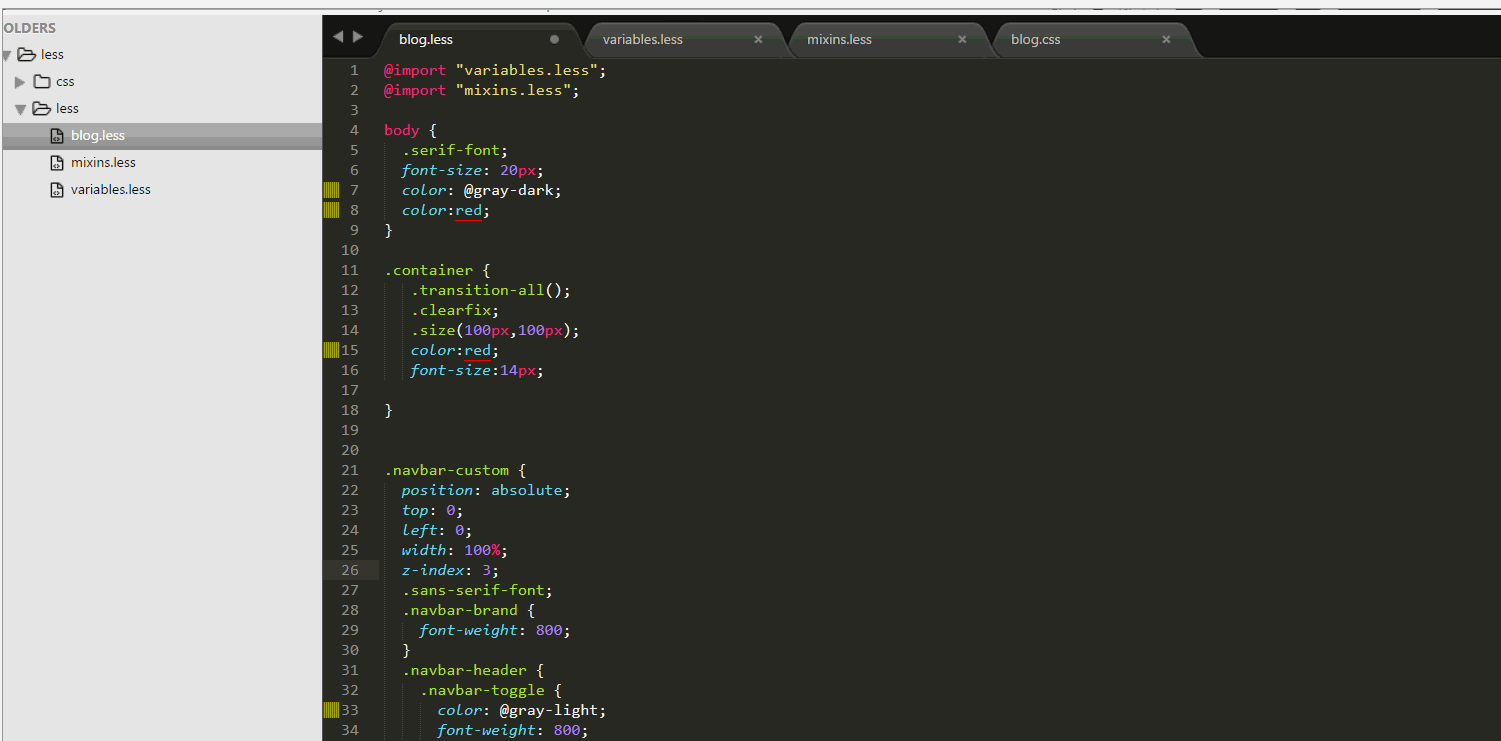 OLDERS
less
css
less
blog.less
mixins.less
variables.less
blog.less variables.less × mixins.less × blog.css ×
1 @import "variables.less";
2 @import "mixins.less";
3
4 body {
5 .serif-font;
6 font-size: 20px;
7 color: @gray-dark;
8 color:red;
9 }
10
11 .container {
12 .transition-all();
13 .clearfix;
14 .size(100px,100px);
15 color:red;
16 font-size:14px;
17
18 }
19
20
21 .navbar-custom {
22 position: absolute;
23 top: 0;
24 left: 0;
25 width: 100%;
26 z-index: 3;
27 .sans-serif-font;
28 .navbar-brand {
29 font-weight: 800;
30 }
31 .navbar-header {
32 .navbar-toggle {
33 color: @gray-light;
34 font-weight: 800;